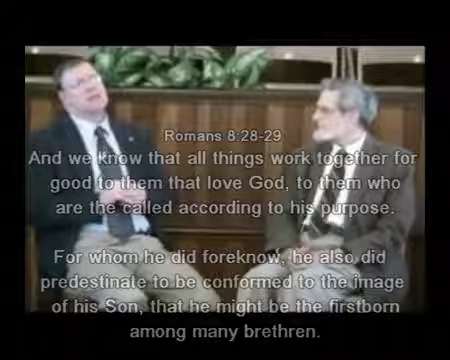 Romans 8:28-29
And we know that all things work together for
good to them that love God, to them who
are the called according to his purpose.
For whom he did foreknow, he also did
predestinate to be conformed to the image
of his Son, that he might be the firstborn
among many brethren.